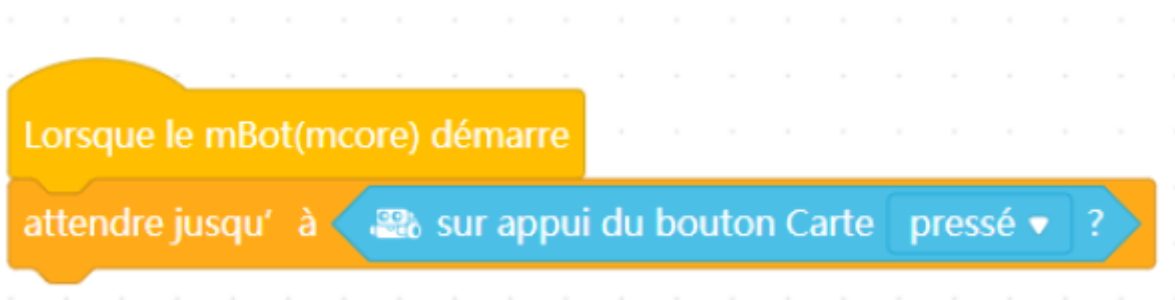 Lorsque le mBot(mcore) démarre
attendre jusqu' à sur appui du bouton Carte pressé ?